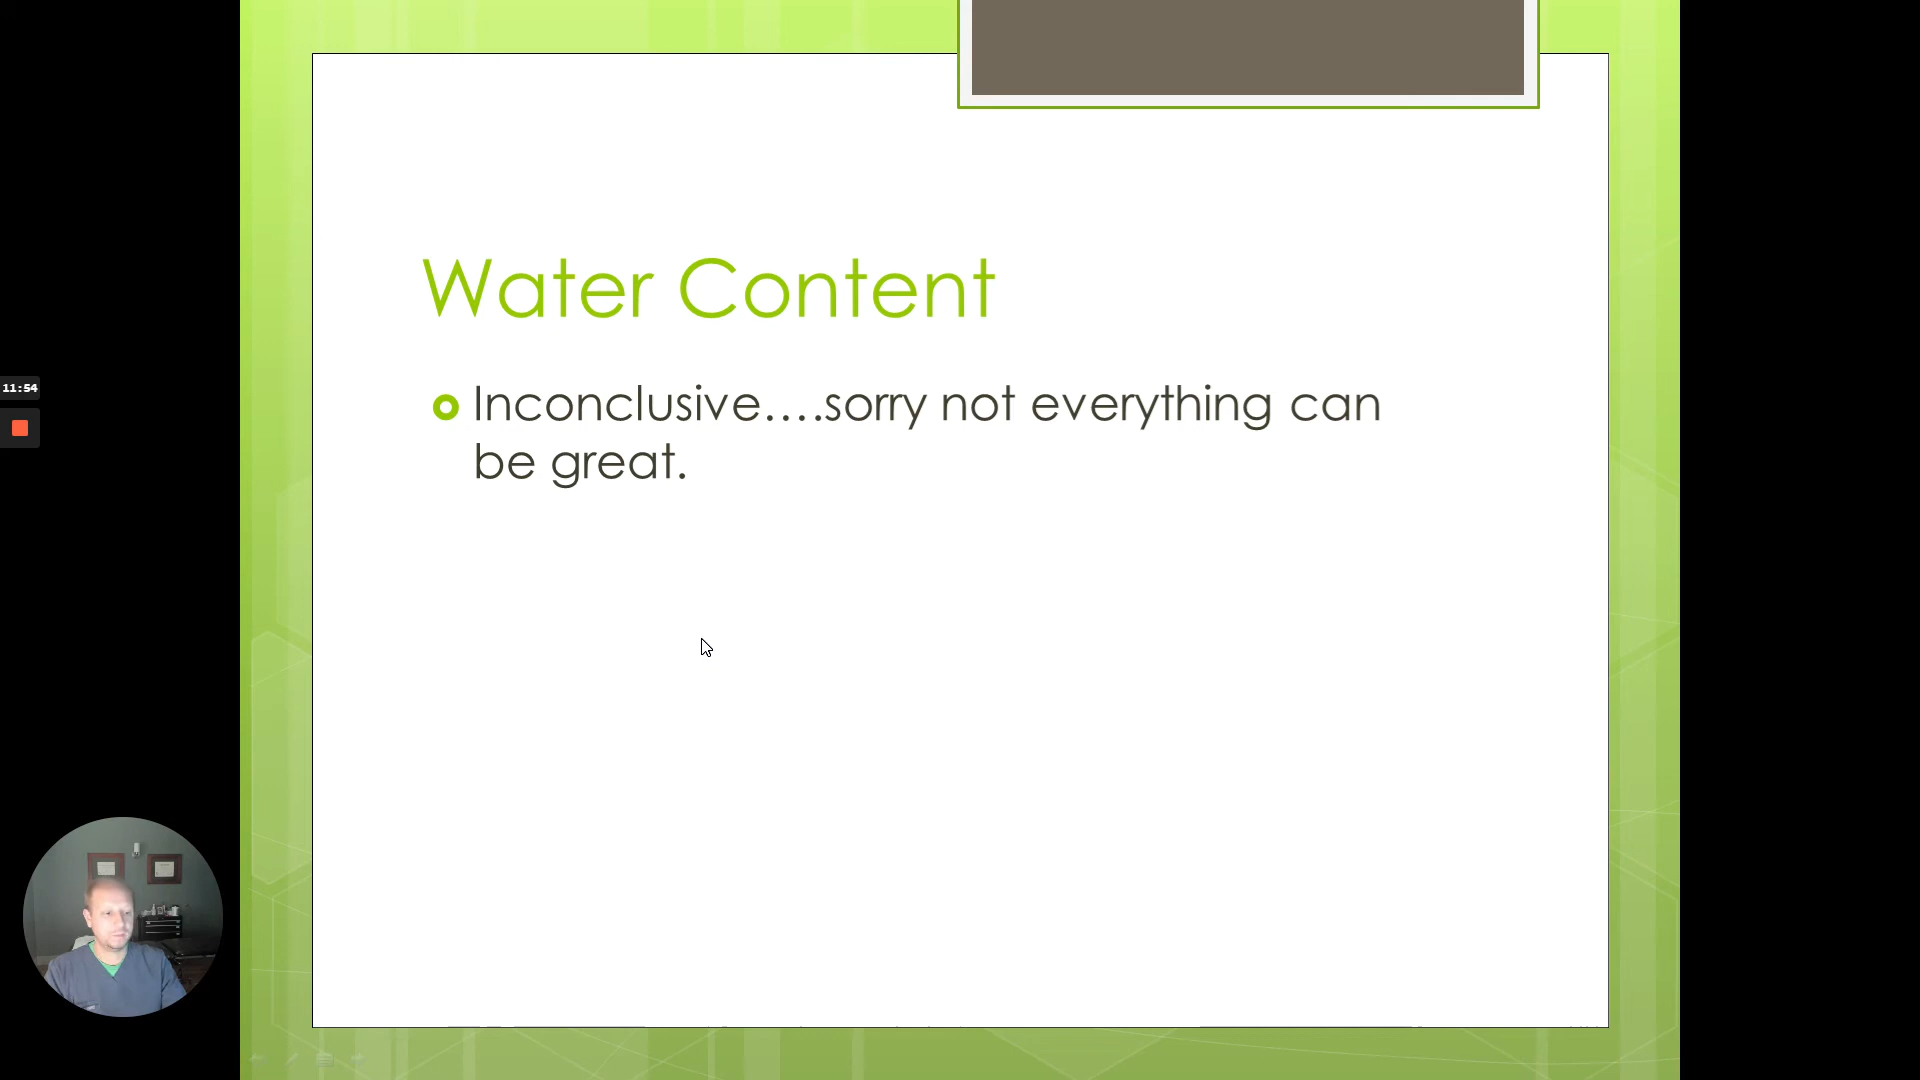 Water Content
Inconclusive....sorry not everything can
be great.
11:54